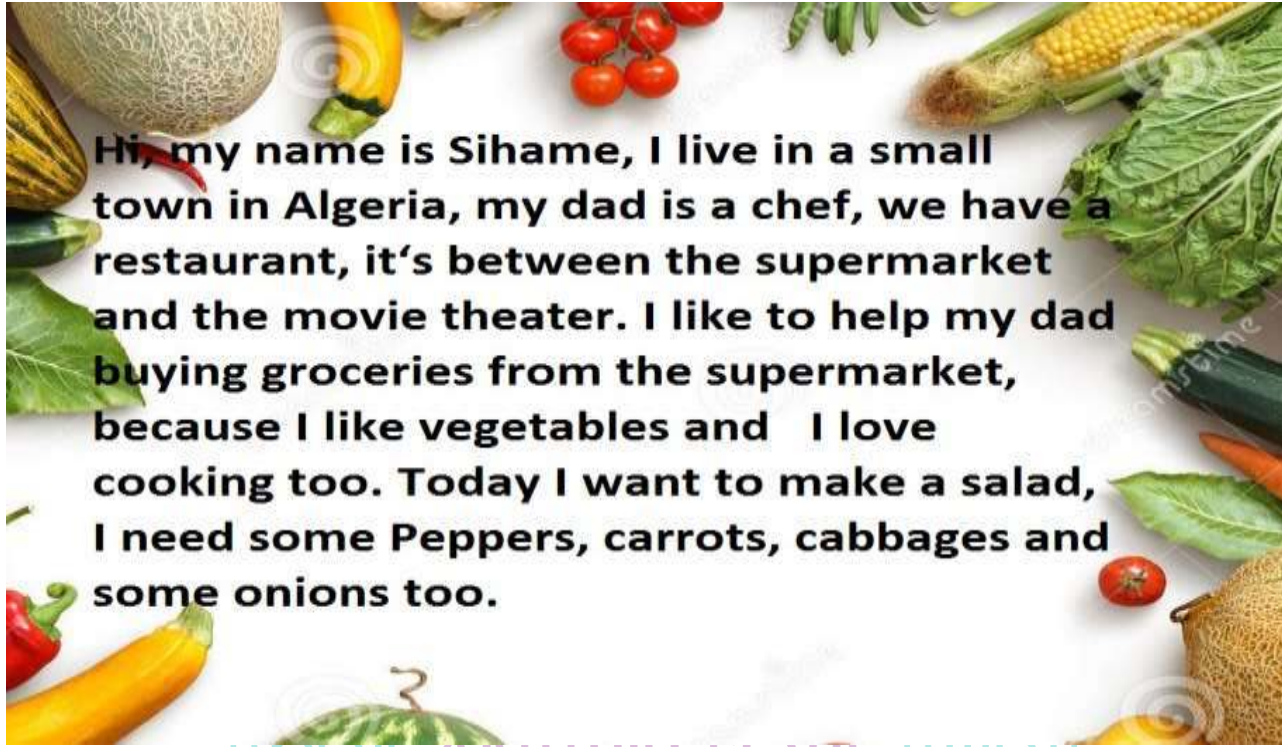 Hi, my name is Sihame, I live in a small
town in Algeria, my dad is a chef, we have a
restaurant, it‘s between the supermarket
and the movie theater. I like to help my dad
buying groceries from the supermarket,
because I like vegetables and   I love
cooking too. Today I want to make a salad,
I need some Peppers, carrots, cabbages and
some onions too.